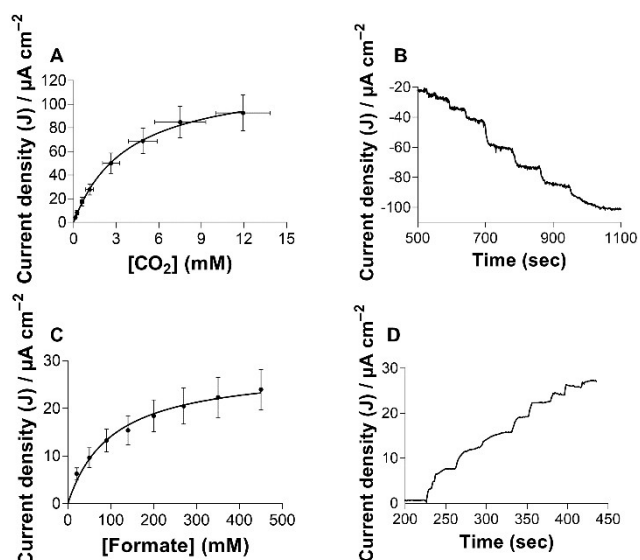 A
Current density (J) / µA cm⁻²
120
100
80
60
40
20
0
0 3 6 9 12 15
[CO₂] (mM)
B
Current density (J) / µA cm⁻²
-20
-40
-60
-80
-100
500 700 900 1100
Time (sec)
C
Current density (J) / µA cm⁻²
30
20
10
0
0 100 200 300 400 500
[Formate] (mM)
D
Current density (J) / µA cm⁻²
30
20
10
0
200 250 300 350 400 450
Time (sec)